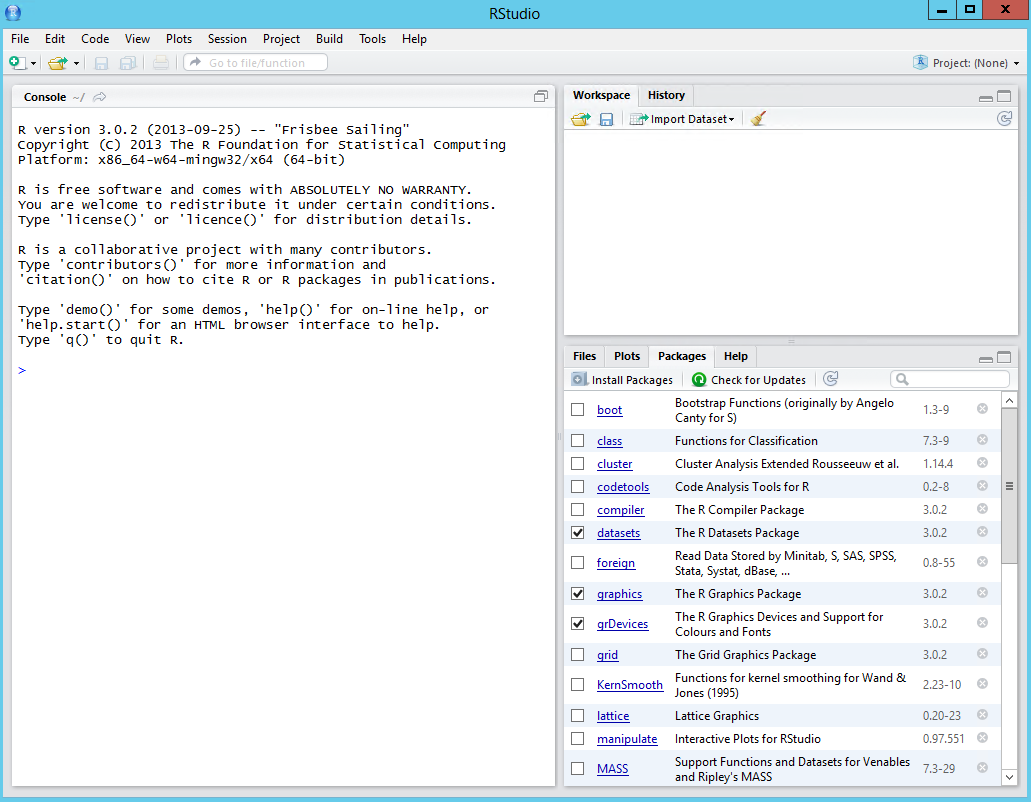 RStudio
File Edit Code View Plots Session Project Build Tools Help
Go to file/function
Project: (None)
Console ~/
R version 3.0.2 (2013-09-25) -- "Frisbee Sailing"
Copyright (C) 2013 The R Foundation for Statistical Computing
Platform: x86_64-w64-mingw32/x64 (64-bit)
R is free software and comes with ABSOLUTELY NO WARRANTY.
You are welcome to redistribute it under certain conditions.
Type 'license()' or 'licence()' for distribution details.
R is a collaborative project with many contributors.
Type 'contributors()' for more information and
'citation()' on how to cite R or R packages in publications.
Type 'demo()' for some demos, 'help()' for on-line help, or
'help.start()' for an HTML browser interface to help.
Type 'q()' to quit R.
>
Workspace History
Import Dataset
Files Plots Packages Help
Install Packages Check for Updates
boot Bootstrap Functions (originally by Angelo 1.3-9
Canty for S)
class Functions for Classification 7.3-9
cluster Cluster Analysis Extended Rousseeuw et al. 1.14.4
codetools Code Analysis Tools for R 0.2-8
compiler The R Compiler Package 3.0.2
datasets The R Datasets Package 3.0.2
foreign Read Data Stored by Minitab, S, SAS, SPSS, 0.8-55
Stata, Systat, dBase, ...
graphics The R Graphics Package 3.0.2
grDevices The R Graphics Devices and Support for 3.0.2
Colours and Fonts
grid The Grid Graphics Package 3.0.2
KernSmooth Functions for kernel smoothing for Wand & 2.23-10
Jones (1995)
lattice Lattice Graphics 0.20-23
manipulate Interactive Plots for RStudio 0.97.551
MASS Support Functions and Datasets for Venables 7.3-29
and Ripley's MASS